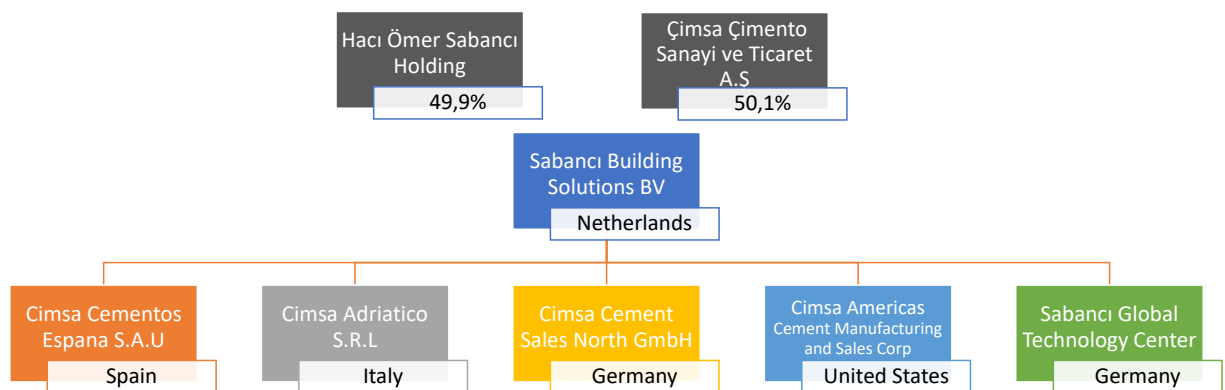 Hacı Ömer Sabancı
Holding
49,9%
Çimsa Çimento
Sanayi ve Ticaret
A.Ş
50,1%
Sabancı Building
Solutions BV
Netherlands
Cimsa Cementos
Espana S.A.U
Spain
Cimsa Adriatico
S.R.L
Italy
Cimsa Cement
Sales North GmbH
Germany
Cimsa Americas
Cement Manufacturing
and Sales Corp
United States
Sabancı Global
Technology Center
Germany